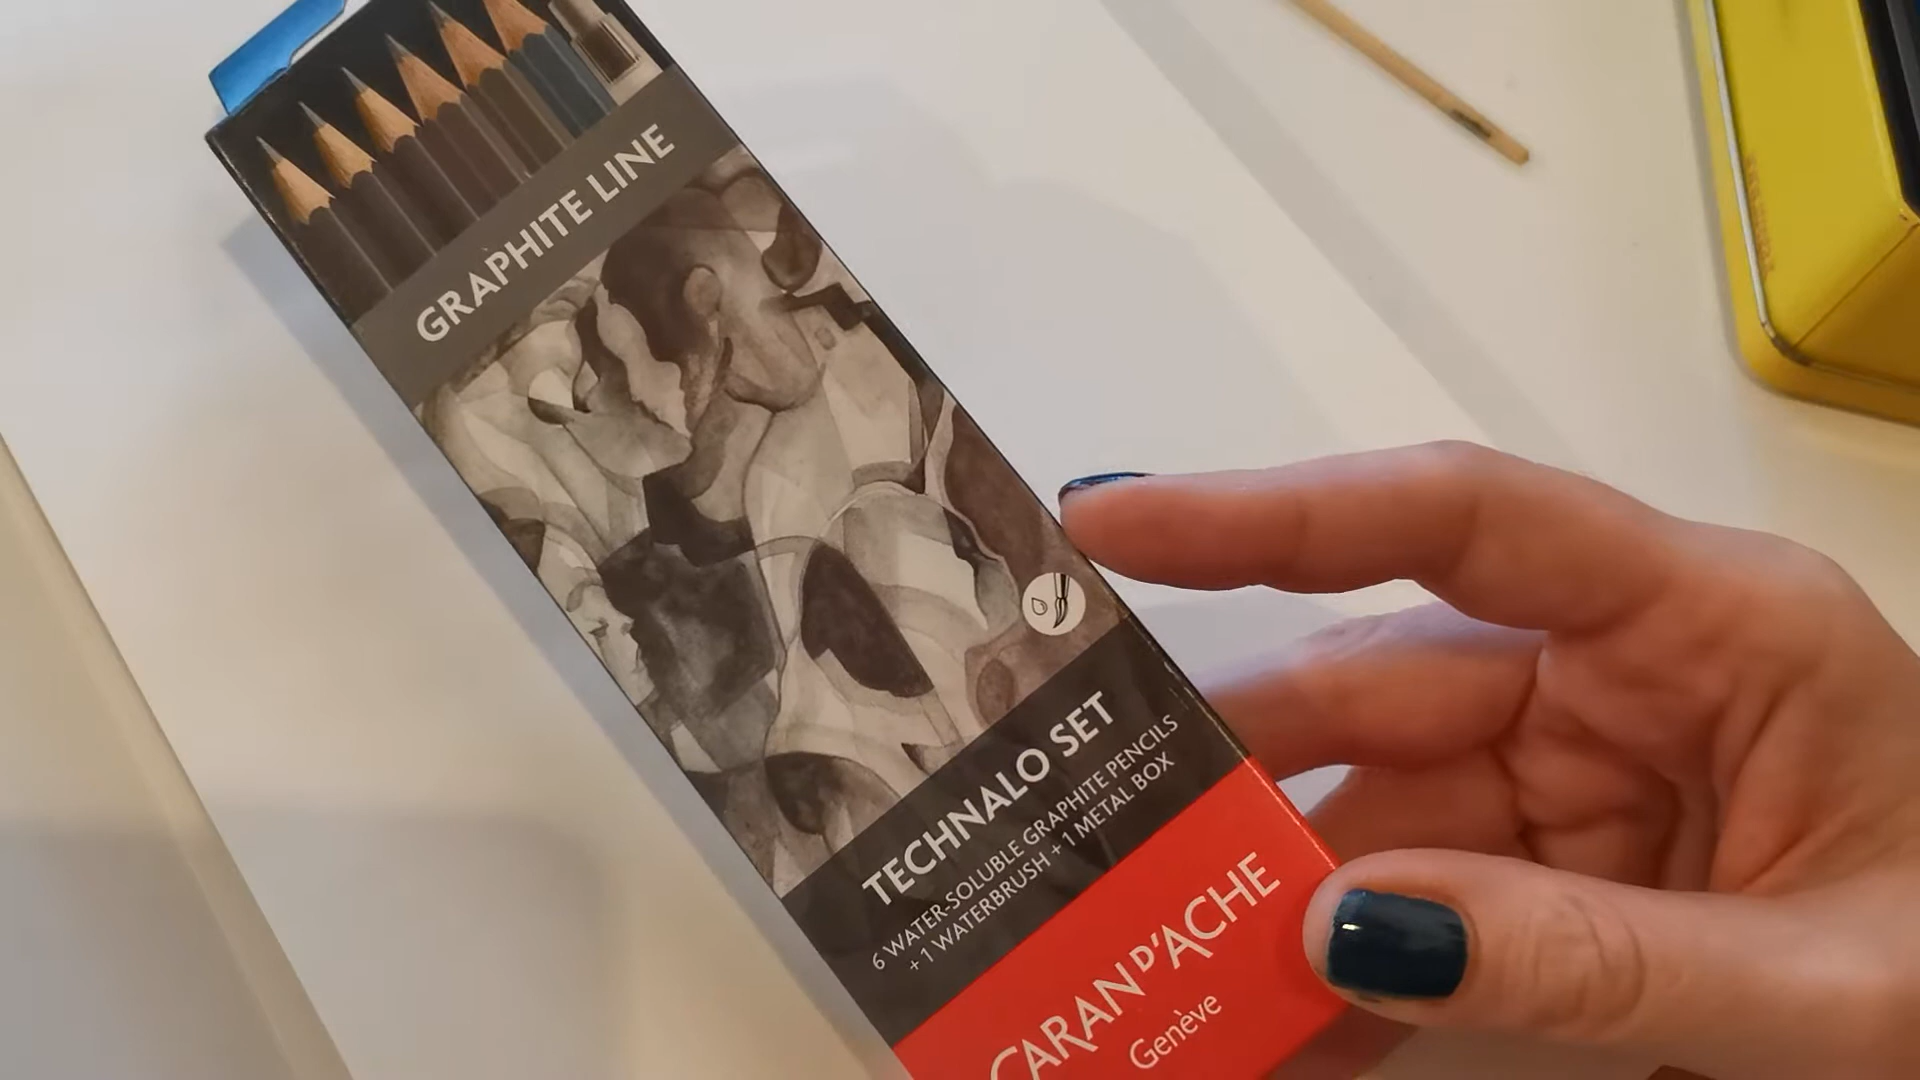 GRAPHITE LINE
TECHNALO SET
6 WATER-SOLUBLE GRAPHITE PENCILS
+ 1 WATERBRUSH + 1 METAL BOX
CARAN D'ACHE
Genève